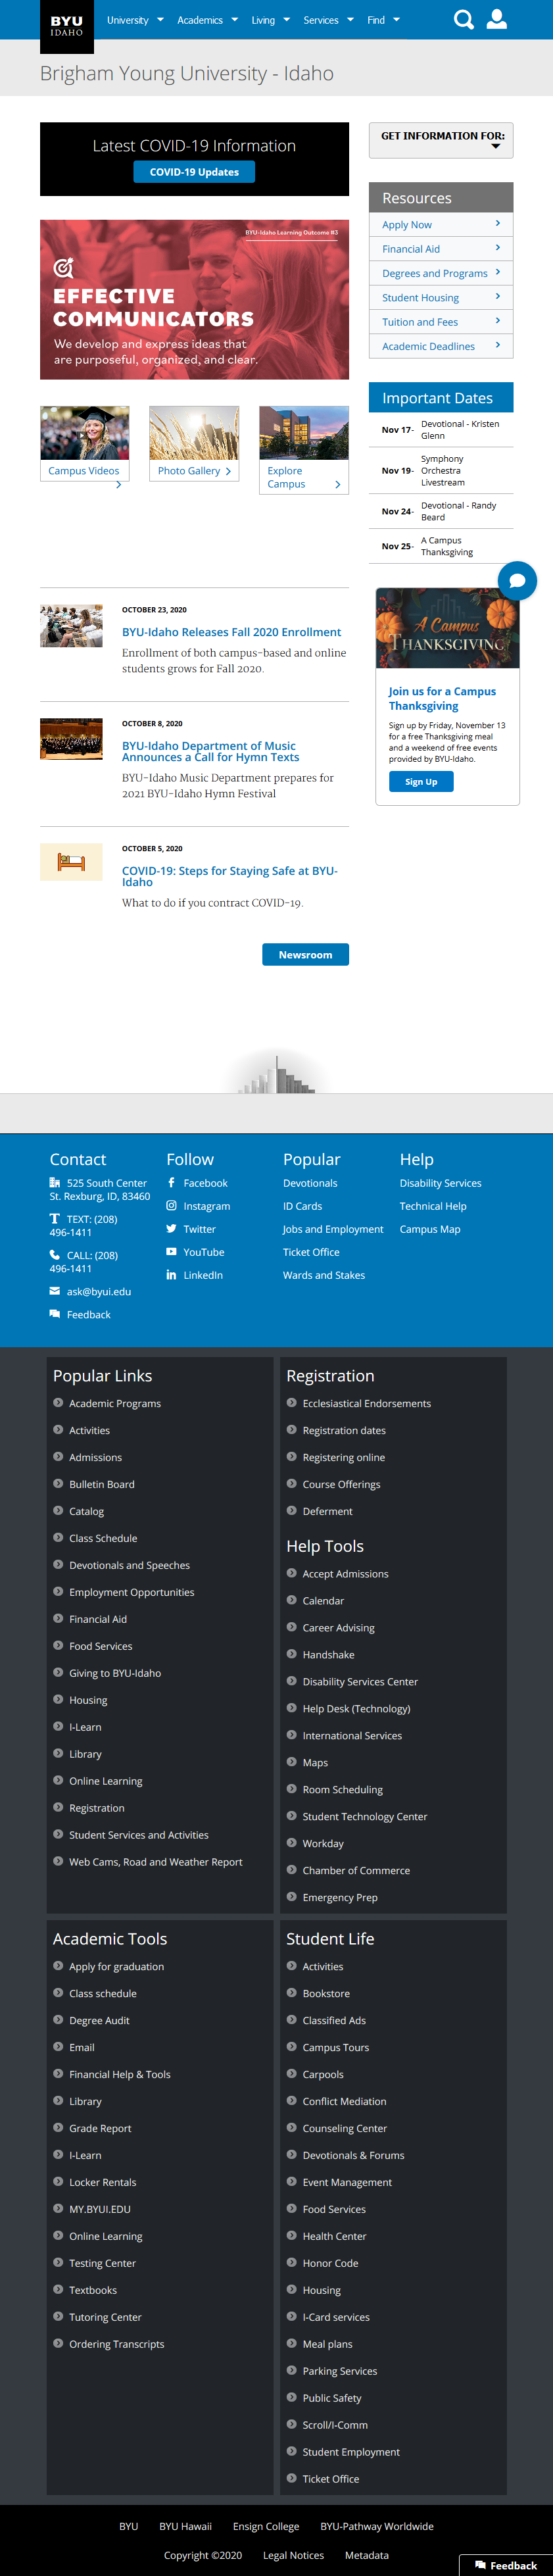 BYU
IDAHO
University
Academics
Living
Services
Find
Brigham Young University - Idaho
Latest COVID-19 Information
COVID-19 Updates
GET INFORMATION FOR:
BYU-Idaho Learning Outcome #3
EFFECTIVE
COMMUNICATORS
We develop and express ideas that
are purposeful, organized, and clear.
Campus Videos
Photo Gallery
Explore
Campus
Resources
Apply Now
Financial Aid
Degrees and Programs
Student Housing
Tuition and Fees
Academic Deadlines
Important Dates
Nov 17-
Devotional - Kristen
Glenn
Nov 19-
Symphony
Orchestra
Livestream
Nov 24-
Devotional - Randy
Beard
Nov 25-
A Campus
Thanksgiving
A Campus
THANKSGIVING
Join us for a Campus
Thanksgiving
Sign up by Friday, November 13
for a free Thanksgiving meal
and a weekend of free events
provided by BYU-Idaho.
Sign Up
OCTOBER 23, 2020
BYU-Idaho Releases Fall 2020 Enrollment
Enrollment of both campus-based and online
students grows for Fall 2020.
OCTOBER 8, 2020
BYU-Idaho Department of Music
Announces a Call for Hymn Texts
BYU-Idaho Music Department prepares for
2021 BYU-Idaho Hymn Festival
OCTOBER 5, 2020
COVID-19: Steps for Staying Safe at BYU-
Idaho
What to do if you contract COVID-19.
Newsroom
Contact
525 South Center
St. Rexburg, ID, 83460
TEXT: (208)
496-1411
CALL: (208)
496-1411
ask@byui.edu
Feedback
Follow
Facebook
Instagram
Twitter
YouTube
LinkedIn
Popular
Devotionals
ID Cards
Jobs and Employment
Ticket Office
Wards and Stakes
Help
Disability Services
Technical Help
Campus Map
Popular Links
Academic Programs
Activities
Admissions
Bulletin Board
Catalog
Class Schedule
Devotionals and Speeches
Employment Opportunities
Financial Aid
Food Services
Giving to BYU-Idaho
Housing
I-Learn
Library
Online Learning
Registration
Student Services and Activities
Web Cams, Road and Weather Report
Registration
Ecclesiastical Endorsements
Registration dates
Registering online
Course Offerings
Deferment
Help Tools
Accept Admissions
Calendar
Career Advising
Handshake
Disability Services Center
Help Desk (Technology)
International Services
Maps
Room Scheduling
Student Technology Center
Workday
Chamber of Commerce
Emergency Prep
Academic Tools
Apply for graduation
Class schedule
Degree Audit
Email
Financial Help & Tools
Library
Grade Report
I-Learn
Locker Rentals
MY.BYUI.EDU
Online Learning
Testing Center
Textbooks
Tutoring Center
Ordering Transcripts
Student Life
Activities
Bookstore
Classified Ads
Campus Tours
Carpools
Conflict Mediation
Counseling Center
Devotionals & Forums
Event Management
Food Services
Health Center
Honor Code
Housing
I-Card services
Meal plans
Parking Services
Public Safety
Scroll/I-Comm
Student Employment
Ticket Office
BYU
BYU Hawaii
Ensign College
BYU-Pathway Worldwide
Copyright ©2020
Legal Notices
Metadata
Feedback